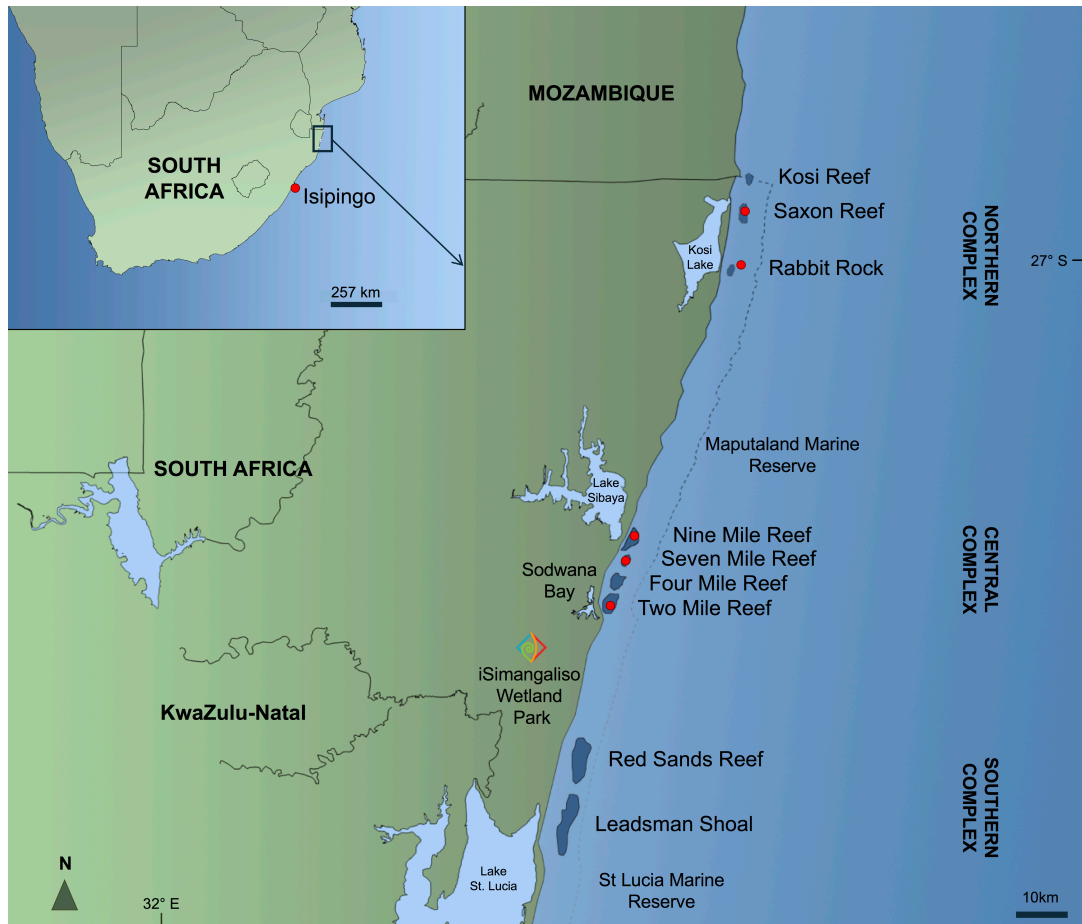 MOZAMBIQUE
SOUTH
AFRICA
Isipingo
257 km
Kosi Reef
Saxon Reef
Rabbit Rock
Kosi
Lake
NORTHERN
COMPLEX
27° S
Maputaland Marine
Reserve
SOUTH AFRICA
Lake
Sibaya
Nine Mile Reef
Seven Mile Reef
Four Mile Reef
Two Mile Reef
Sodwana
Bay
CENTRAL
COMPLEX
iSimangaliso
Wetland
Park
KwaZulu-Natal
Red Sands Reef
Leadsman Shoal
SOUTHERN
COMPLEX
Lake
St. Lucia
St Lucia Marine
Reserve
N
32° E
10km